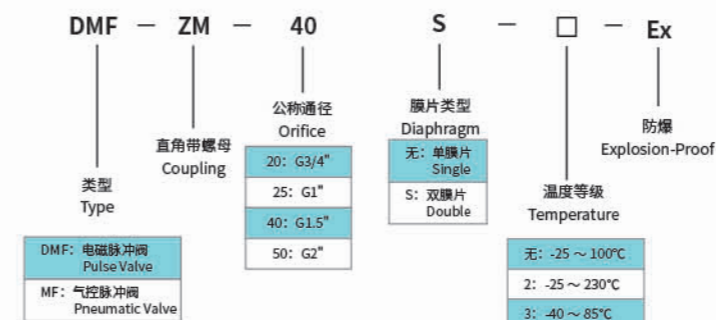 DMF — ZM — 40 S — □ — Ex
公称通径
Orifice
20：G3/4"
25：G1"
40：G1.5"
50：G2"
膜片类型
Diaphragm
无：单膜片
Single
S：双膜片
Double
防爆
Explosion-Proof
直角带螺母
Coupling
类型
Type
DMF：电磁脉冲阀
Pulse Valve
MF：气控脉冲阀
Pneumatic Valve
温度等级
Temperature
无：-25～100℃
2：-25～230℃
3：-40～85℃